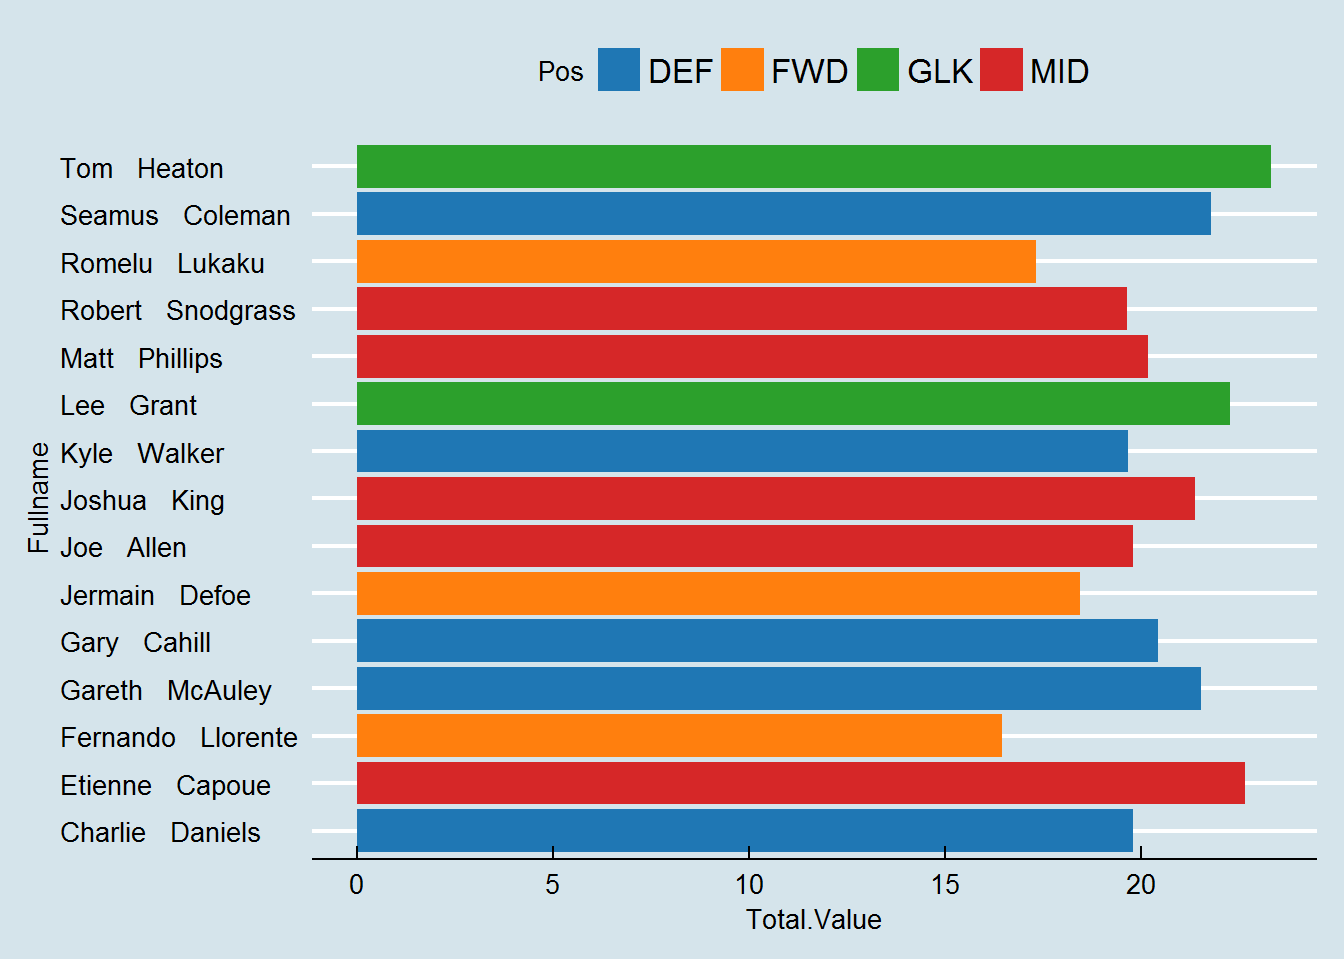 Pos DEF FWD GLK MID
Tom Heaton
Seamus Coleman
Romelu Lukaku
Robert Snodgrass
Matt Phillips
Lee Grant
Kyle Walker
Joshua King
Joe Allen
Jermain Defoe
Gary Cahill
Gareth McAuley
Fernando Llorente
Etienne Capoue
Charlie Daniels
Fullname
0 5 10 15 20
Total.Value